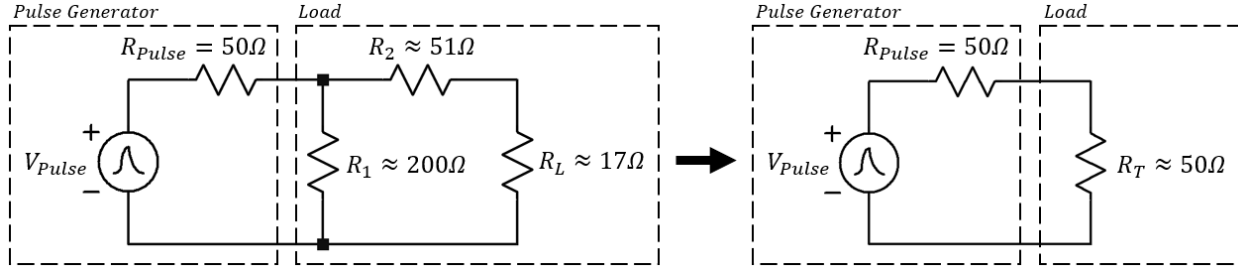 Pulse Generator
Load
R_Pulse = 50Ω
R_2 ≈ 51Ω
+
V_Pulse
−
R_1 ≈ 200Ω
R_L ≈ 17Ω
Pulse Generator
Load
R_Pulse = 50Ω
+
V_Pulse
−
R_T ≈ 50Ω